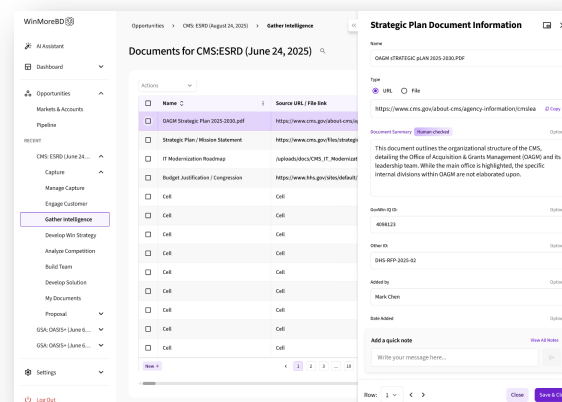 WinMoreBD®
AI Assistant
Dashboard
Opportunities
Markets & Accounts
Pipeline
RECENT
CMS: ESRD (June 24...
Capture
Manage Capture
Engage Customer
Gather Intelligence
Develop Win Strategy
Analyze Competition
Build Team
Develop Solution
My Documents
Proposal
GSA: OASIS+ (June 6...
GSA: OASIS+ (June 6...
Settings
Log Out
Opportunities > CMS: ESRD (August 24, 2025) > Gather Intelligence
Documents for CMS:ESRD (June 24, 2025)
Actions
Name Source URL / File link
OAGM Strategic Plan 2025-2030.pdf https://www.cms.gov/about-cms/a
Strategic Plan / Mission Statement https://www.cms.gov/files/strategi
IT Modernization Roadmap /uploads/docs/CMS_IT_Modernizat
Budget Justification / Congression https://www.hhs.gov/sites/default/
Cell Cell
Cell Cell
Cell Cell
Cell Cell
Cell Cell
Cell Cell
Cell Cell
Cell Cell
Cell Cell
New + 1 2 3 ... 10
Strategic Plan Document Information
Name
OAGM sTRATEGIC pLAN 2025-2030.PDF
Type
URL File
https://www.cms.gov/about-cms/agency-information/cmslea Copy
Document Summary Human-checked Option
This document outlines the organizational structure of the CMS,
detailing the Office of Acquisition & Grants Management (OAGM) and its
leadership team. While the main office is highlighted, the specific
internal divisions within OAGM are not elaborated upon.
GovWin IQ ID: Option
4098123
Other ID: Option
DHS-RFP-2025-02
Added by Option
Mark Chen
Date Added Option
Add a quick note View All Notes
Write your message here...
Row: 1 Close Save & Cl